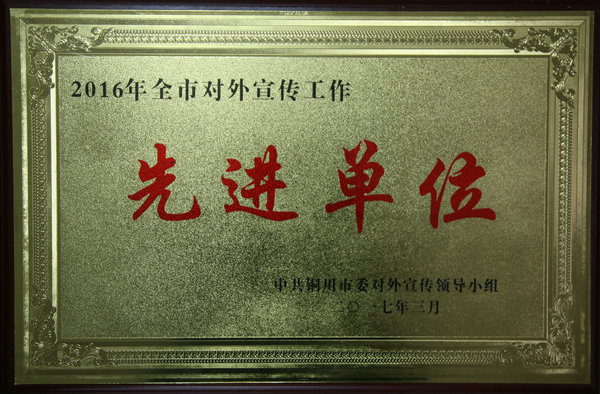 2016年全市对外宣传工作
先进单位
中共铜川市委对外宣传领导小组
二〇一七年三月